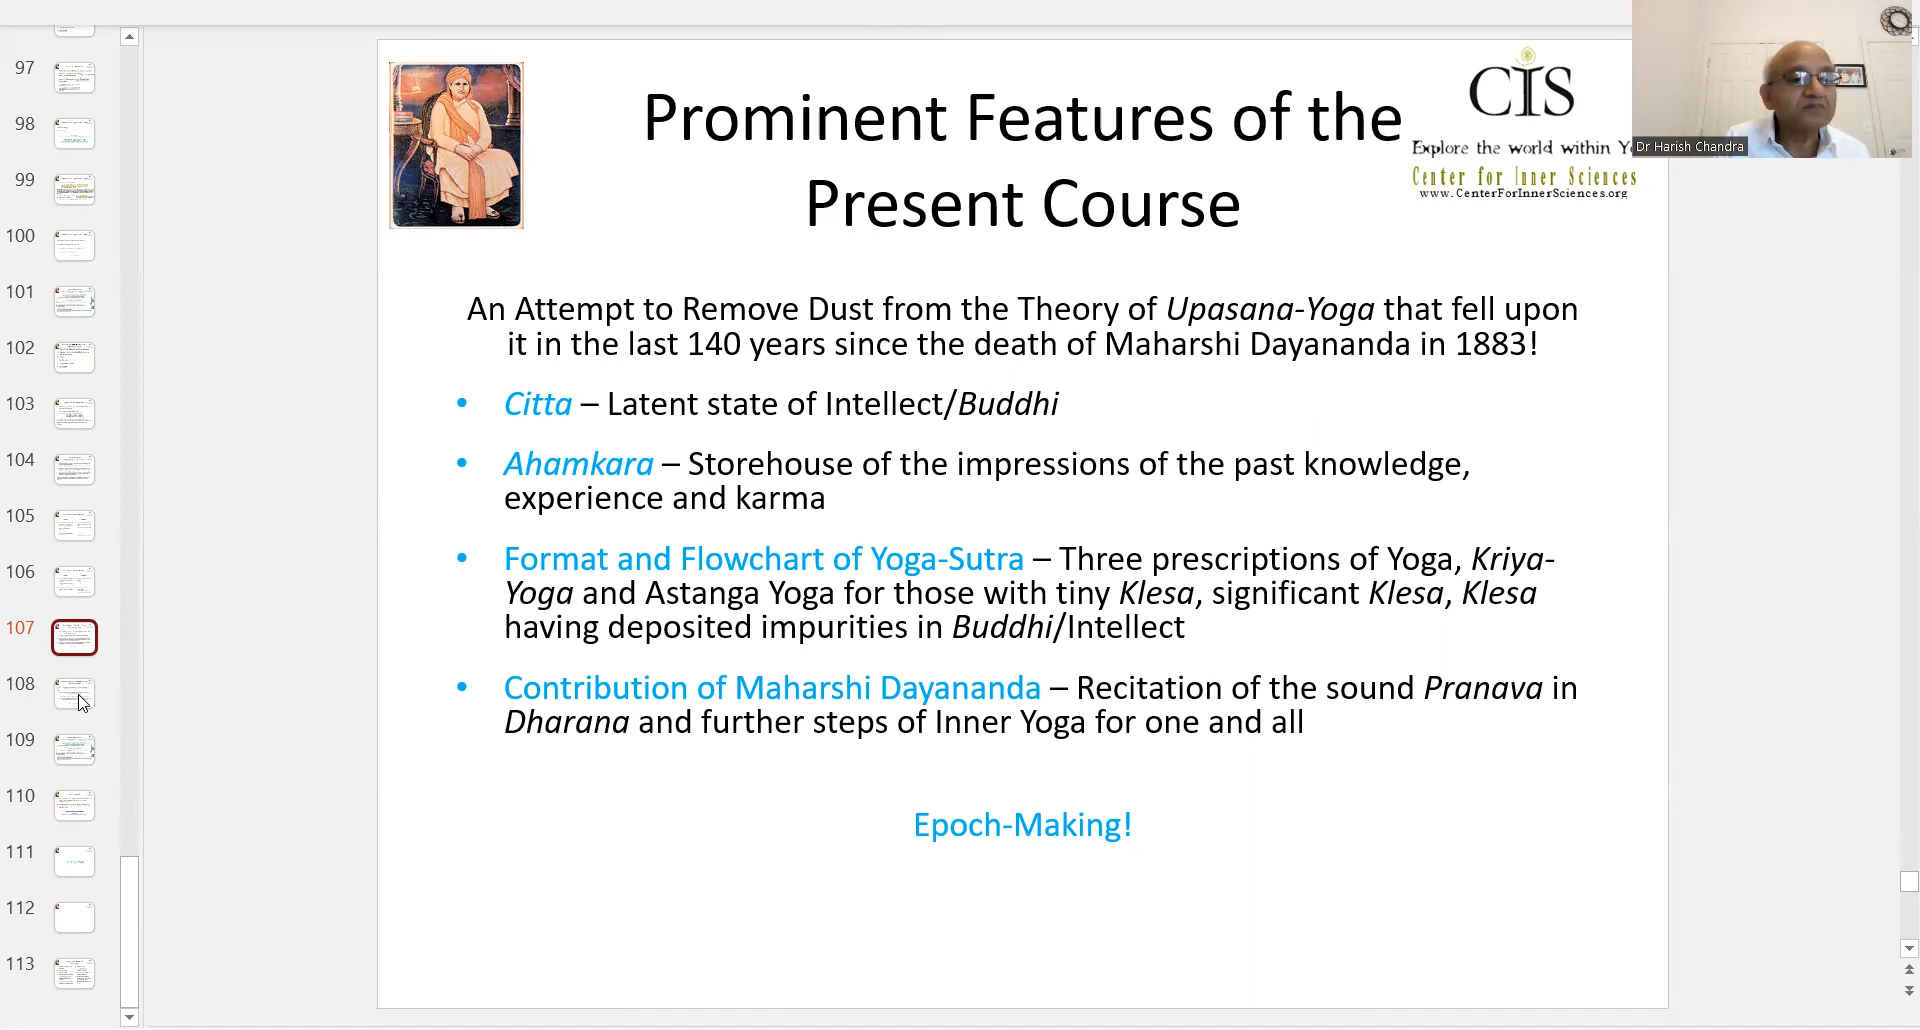 97
98
99
100
101
102
103
104
105
106
107
108
109
110
111
112
113
Prominent Features of the
Present Course
CIS
Explore the world within Y
Center for Inner Sciences
www.CenterForInnerSciences.org
Dr Harish Chandra
An Attempt to Remove Dust from the Theory of Upasana-Yoga that fell upon
it in the last 140 years since the death of Maharshi Dayananda in 1883!
• Citta – Latent state of Intellect/Buddhi
• Ahamkara – Storehouse of the impressions of the past knowledge,
experience and karma
• Format and Flowchart of Yoga-Sutra – Three prescriptions of Yoga, Kriya-
Yoga and Astanga Yoga for those with tiny Klesa, significant Klesa, Klesa
having deposited impurities in Buddhi/Intellect
• Contribution of Maharshi Dayananda – Recitation of the sound Pranava in
Dharana and further steps of Inner Yoga for one and all
Epoch-Making!